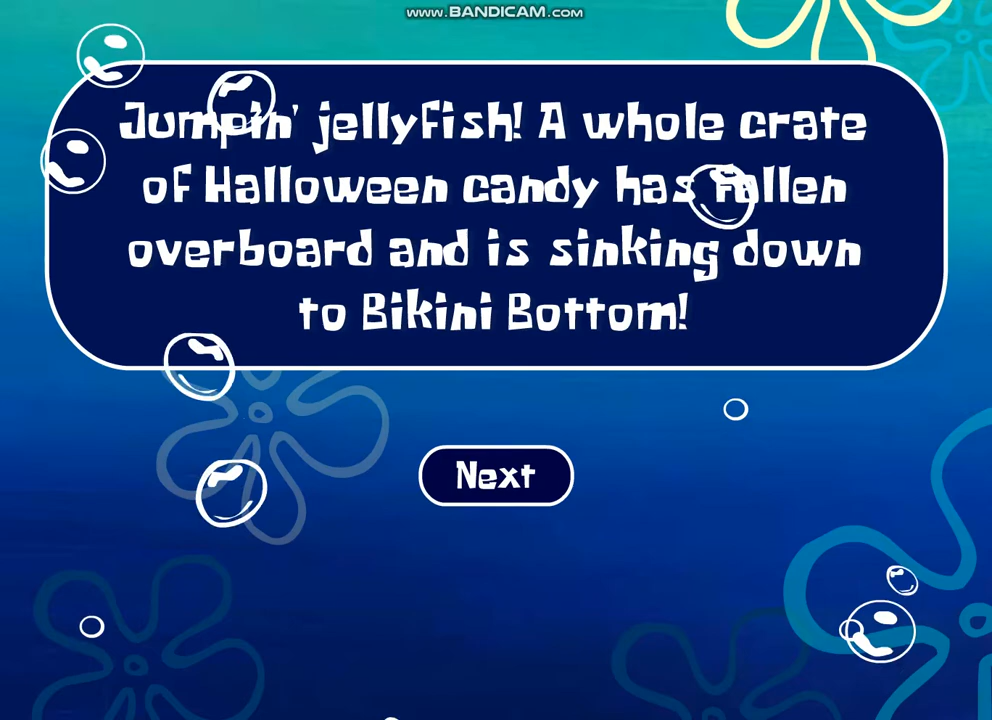 www.BANDICAM.com
Jumpin' jellyfish! A whole crate
of Halloween candy has fallen
overboard and is sinking down
to Bikini Bottom!
Next